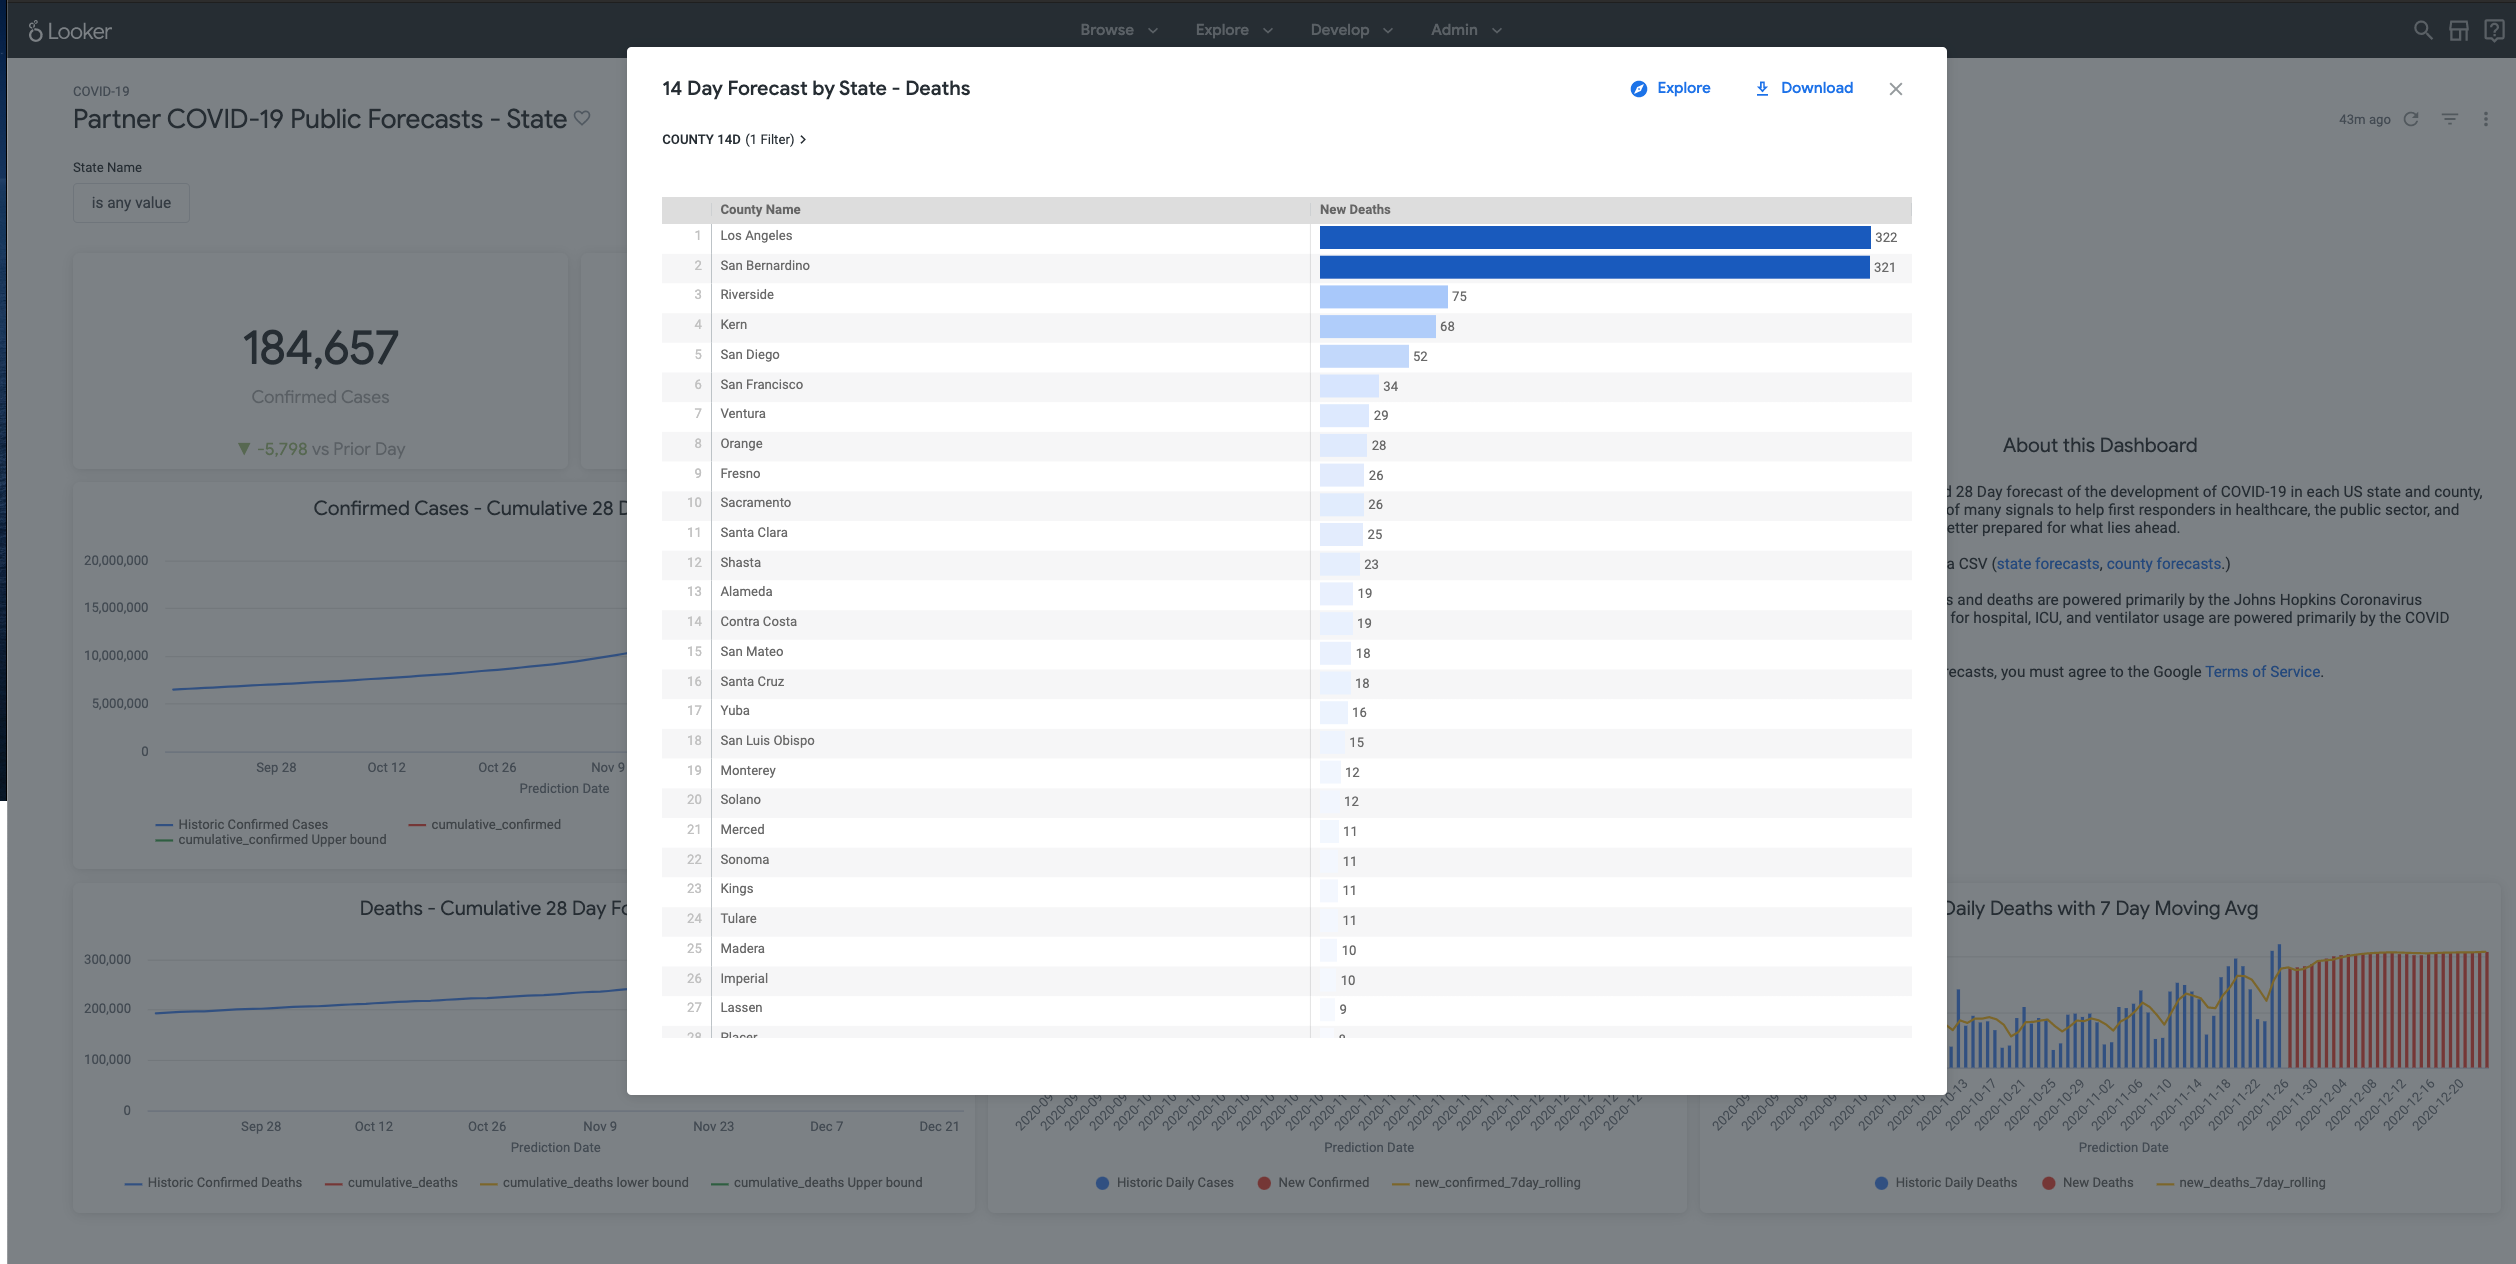 Looker
Browse
Explore
Develop
Admin
COVID-19
Partner COVID-19 Public Forecasts - State
43m ago
State Name
is any value
184,657
Confirmed Cases
▼ -5,798 vs Prior Day
Confirmed Cases - Cumulative 28
20,000,000
15,000,000
10,000,000
5,000,000
0
Sep 28
Oct 12
Oct 26
Nov 9
Prediction Date
Historic Confirmed Cases
cumulative_confirmed
cumulative_confirmed Upper bound
Deaths - Cumulative 28 Day
300,000
200,000
100,000
0
Sep 28
Oct 12
Oct 26
Nov 9
Nov 23
Dec 7
Dec 21
Prediction Date
Historic Confirmed Deaths
cumulative_deaths
cumulative_deaths lower bound
cumulative_deaths Upper bound
14 Day Forecast by State - Deaths
Explore
Download
COUNTY 14D (1 Filter)
County Name New Deaths
1 Los Angeles 322
2 San Bernardino 321
3 Riverside 75
4 Kern 68
5 San Diego 52
6 San Francisco 34
7 Ventura 29
8 Orange 28
9 Fresno 26
10 Sacramento 26
11 Santa Clara 25
12 Shasta 23
13 Alameda 19
14 Contra Costa 19
15 San Mateo 18
16 Santa Cruz 18
17 Yuba 16
18 San Luis Obispo 15
19 Monterey 12
20 Solano 12
21 Merced 11
22 Sonoma 11
23 Kings 11
24 Tulare 11
25 Madera 10
26 Imperial 10
27 Lassen 9
28 Placer
Prediction Date
Historic Daily Cases
New Confirmed
new_confirmed_7day_rolling
About this Dashboard
28 Day forecast of the development of COVID-19 in each US state and county,
of many signals to help first responders in healthcare, the public sector, and
etter prepared for what lies ahead.
a CSV (state forecasts, county forecasts.)
s and deaths are powered primarily by the Johns Hopkins Coronavirus
for hospital, ICU, and ventilator usage are powered primarily by the COVID
ecasts, you must agree to the Google Terms of Service.
Daily Deaths with 7 Day Moving Avg
2020-10-17
2020-10-21
2020-10-25
2020-10-29
2020-11-02
2020-11-06
2020-11-10
2020-11-14
2020-11-18
2020-11-22
2020-11-26
2020-11-30
2020-12-04
2020-12-08
2020-12-12
2020-12-16
2020-12-20
Prediction Date
Historic Daily Deaths
New Deaths
new_deaths_7day_rolling